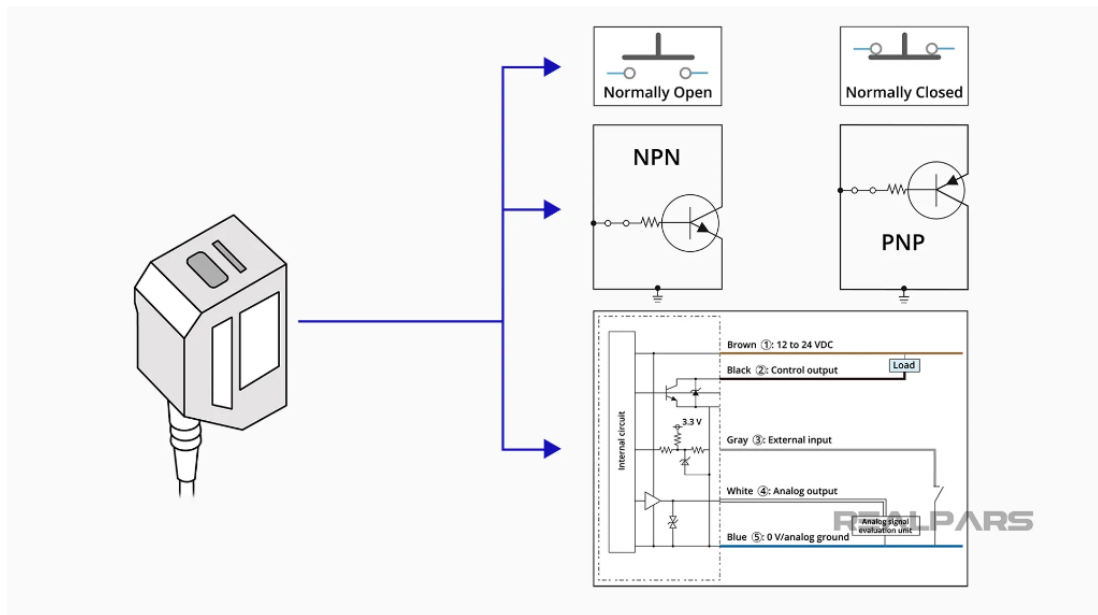 Normally Open
Normally Closed
NPN
PNP
Brown ①: 12 to 24 VDC
Load
Black ②: Control output
3.3 V
Internal circuit
Gray ③: External input
White ④: Analog output
REALPARS
Analog signal
evaluation unit
Blue ⑤: 0 V/analog ground